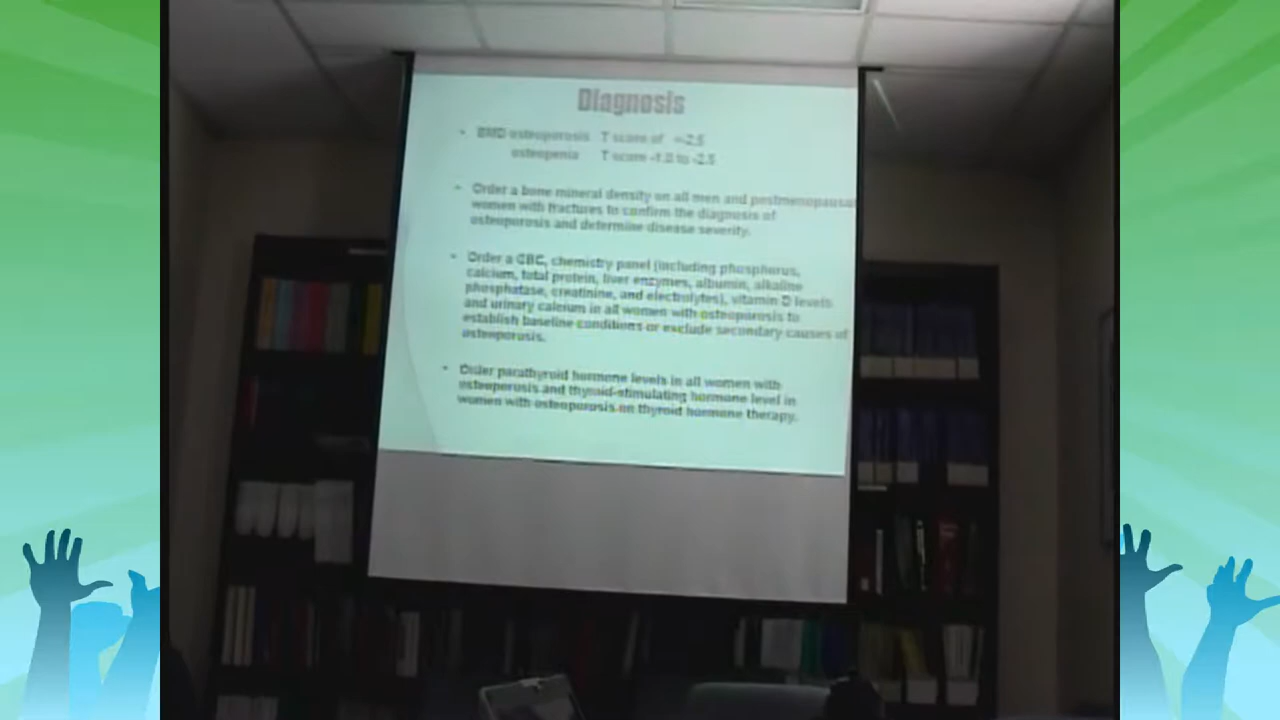 Diagnosis
• BMD osteoporosis T score of <-2.5
osteopenia T score -1.0 to -2.5
• Order a bone mineral density on all men and postmenopausal
women with fractures to confirm the diagnosis of
osteoporosis and determine disease severity.
• Order a CBC, chemistry panel (including phosphorus,
calcium, total protein, liver enzymes, albumin, alkaline
phosphatase, creatinine, and electrolytes), vitamin D levels
and urinary calcium in all women with osteoporosis to
establish baseline conditions or exclude secondary causes of
osteoporosis.
• Order parathyroid hormone levels in all women with
osteoporosis and thyroid-stimulating hormone level in
women with osteoporosis on thyroid hormone therapy.